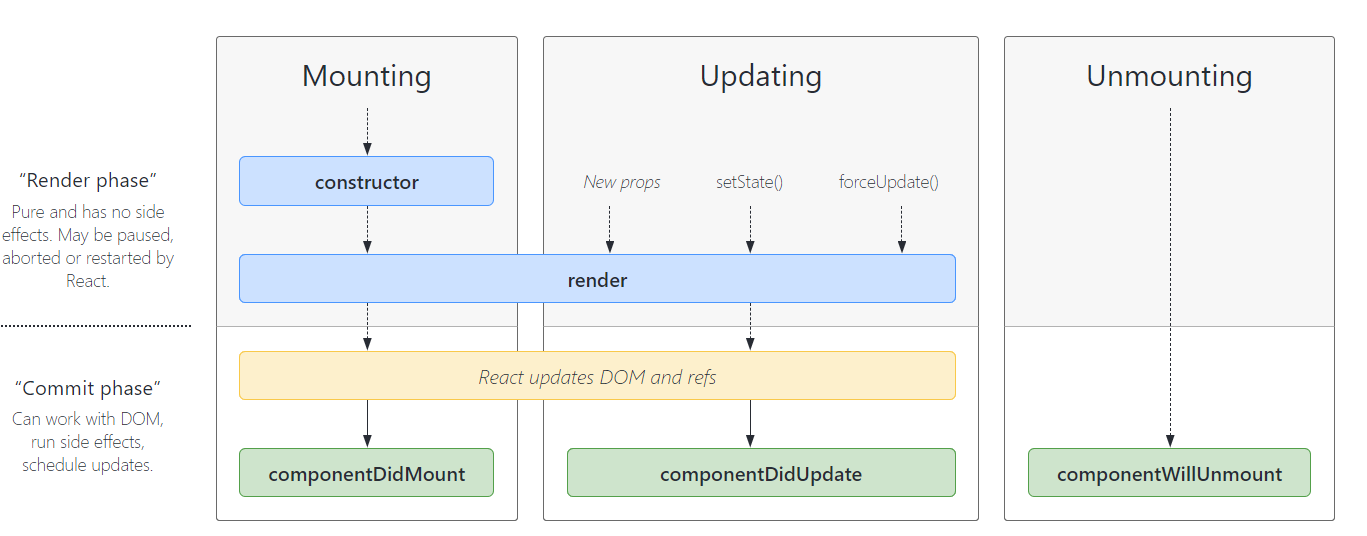 Mounting
Updating
Unmounting
“Render phase”
Pure and has no side
effects. May be paused,
aborted or restarted by
React.
constructor
New props
setState()
forceUpdate()
render
“Commit phase”
Can work with DOM,
run side effects,
schedule updates.
React updates DOM and refs
componentDidMount
componentDidUpdate
componentWillUnmount